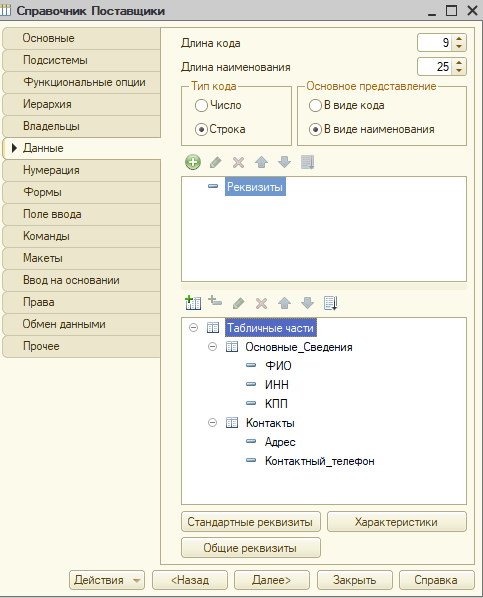 Справочник Поставщики
Основные
Подсистемы
Функциональные опции
Иерархия
Владельцы
Данные
Нумерация
Формы
Поле ввода
Команды
Макеты
Ввод на основании
Права
Обмен данными
Прочее
Длина кода 9
Длина наименования 25
Тип кода
Число
Строка
Основное представление
В виде кода
В виде наименования
Реквизиты
Табличные части
Основные_Сведения
ФИО
ИНН
КПП
Контакты
Адрес
Контактный_телефон
Стандартные реквизиты
Характеристики
Общие реквизиты
Действия
<Назад
Далее>
Закрыть
Справка